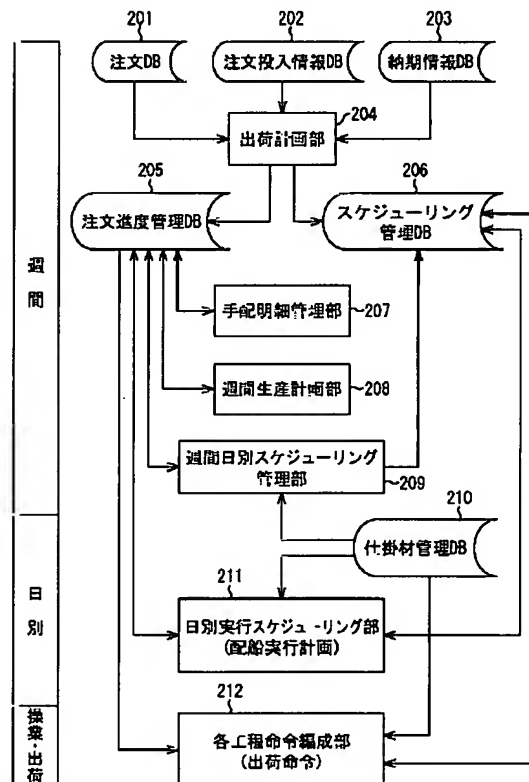 201
202
203
注文DB
注文投入情報DB
納期情報DB
204
出荷計画部
205
206
注文進度管理DB
スケジューリング
管理DB
週間
手配明細管理部
207
週間生産計画部
208
週間日別スケジューリング
管理部
209
210
仕掛材管理DB
日別
211
日別実行スケジューリング部
(配船実行計画)
212
操業・出荷
各工程命令編成部
(出荷命令)